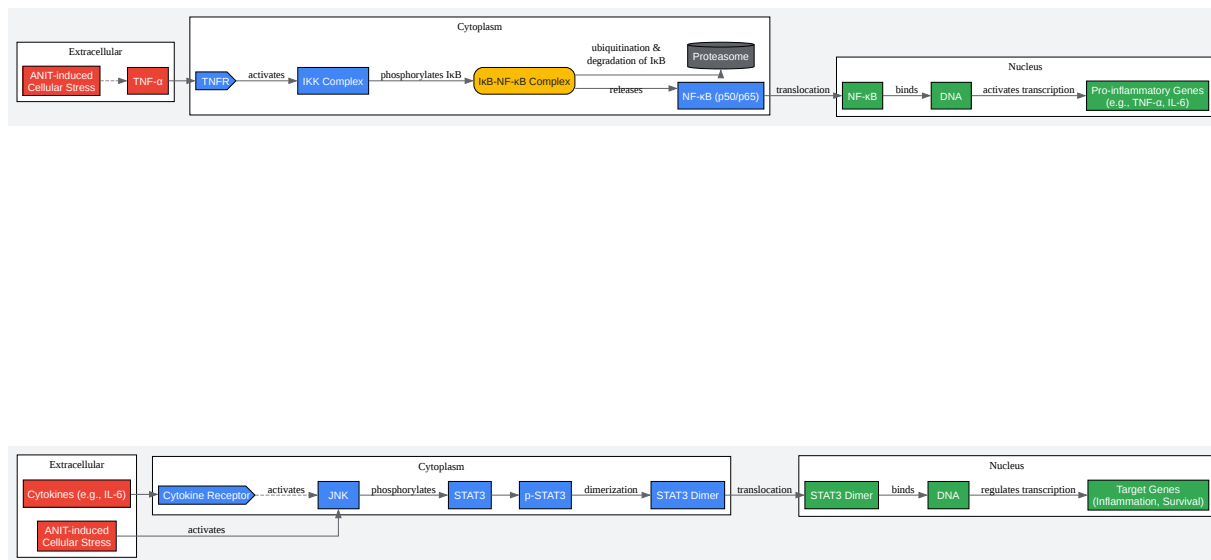 Cytoplasm
Extracellular
ubiquitination &
degradation of IκB
Proteasome
Nucleus
ANIT-induced
Cellular Stress
TNF-α
TNFR
activates
IKK Complex
phosphorylates IκB
IκB-NF-κB Complex
releases
NF-κB (p50/p65)
translocation
NF-κB
binds
DNA
activates transcription
Pro-inflammatory Genes
(e.g., TNF-α, IL-6)
Extracellular
Cytoplasm
Nucleus
Cytokines (e.g., IL-6)
Cytokine Receptor
activates
JNK
phosphorylates
STAT3
p-STAT3
dimerization
STAT3 Dimer
translocation
STAT3 Dimer
binds
DNA
regulates transcription
Target Genes
(Inflammation, Survival)
ANIT-induced
Cellular Stress
activates